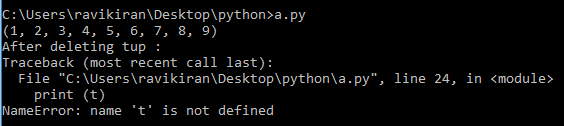 C:\Users\ravikiran\Desktop\python>a.py
(1, 2, 3, 4, 5, 6, 7, 8, 9)
After deleting tup :
Traceback (most recent call last):
  File "C:\Users\ravikiran\Desktop\python\a.py", line 24, in <module>
    print (t)
NameError: name 't' is not defined